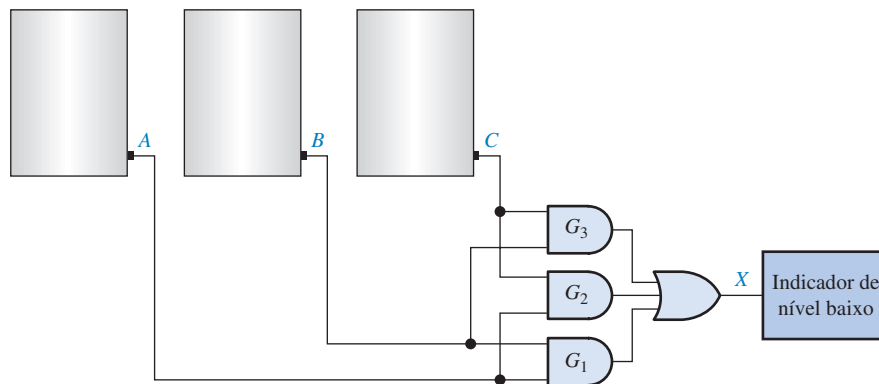 A
B
C
G3
G2
G1
X
Indicador de
nível baixo